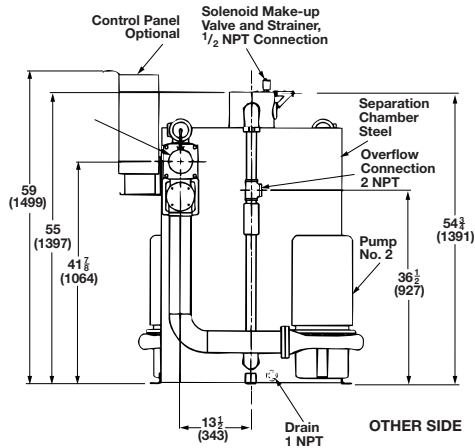 Control Panel
Optional
Solenoid Make-up
Valve and Strainer,
1/2 NPT Connection
Separation
Chamber
Steel
Overflow
Connection
2 NPT
59
(1499)
55
(1397)
41 7/8
(1064)
54 3/4
(1391)
36 1/2
(927)
Pump
No. 2
13 1/2
(343)
Drain
1 NPT
OTHER SIDE